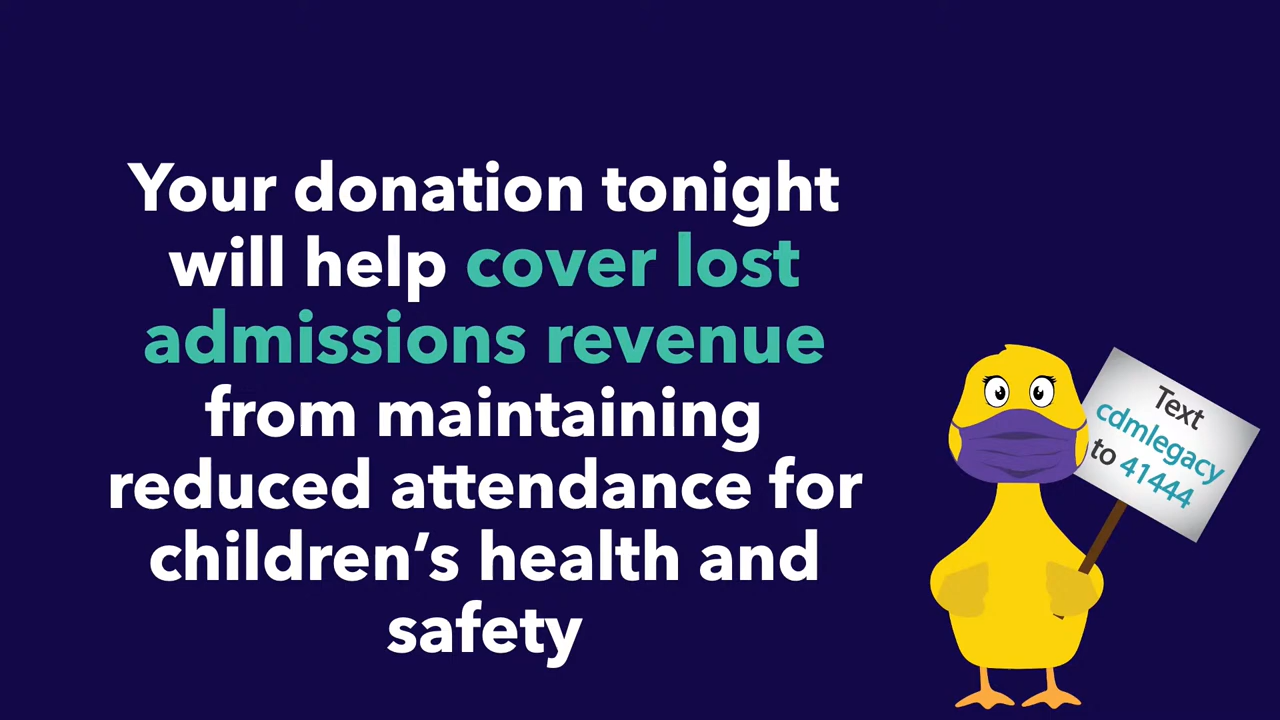 Your donation tonight
will help cover lost
admissions revenue
from maintaining
reduced attendance for
children’s health and
safety
Text
cdmlegacy
to 41444